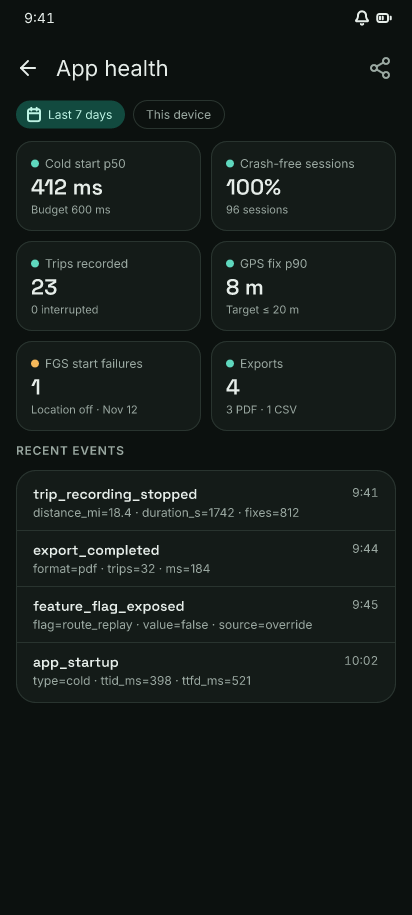 9:41
App health
Last 7 days
This device
Cold start p50
412 ms
Budget 600 ms
Crash-free sessions
100%
96 sessions
Trips recorded
23
0 interrupted
GPS fix p90
8 m
Target ≤ 20 m
FGS start failures
1
Location off · Nov 12
Exports
4
3 PDF · 1 CSV
RECENT EVENTS
trip_recording_stopped 9:41
distance_mi=18.4 · duration_s=1742 · fixes=812
export_completed 9:44
format=pdf · trips=32 · ms=184
feature_flag_exposed 9:45
flag=route_replay · value=false · source=override
app_startup 10:02
type=cold · ttid_ms=398 · ttfd_ms=521